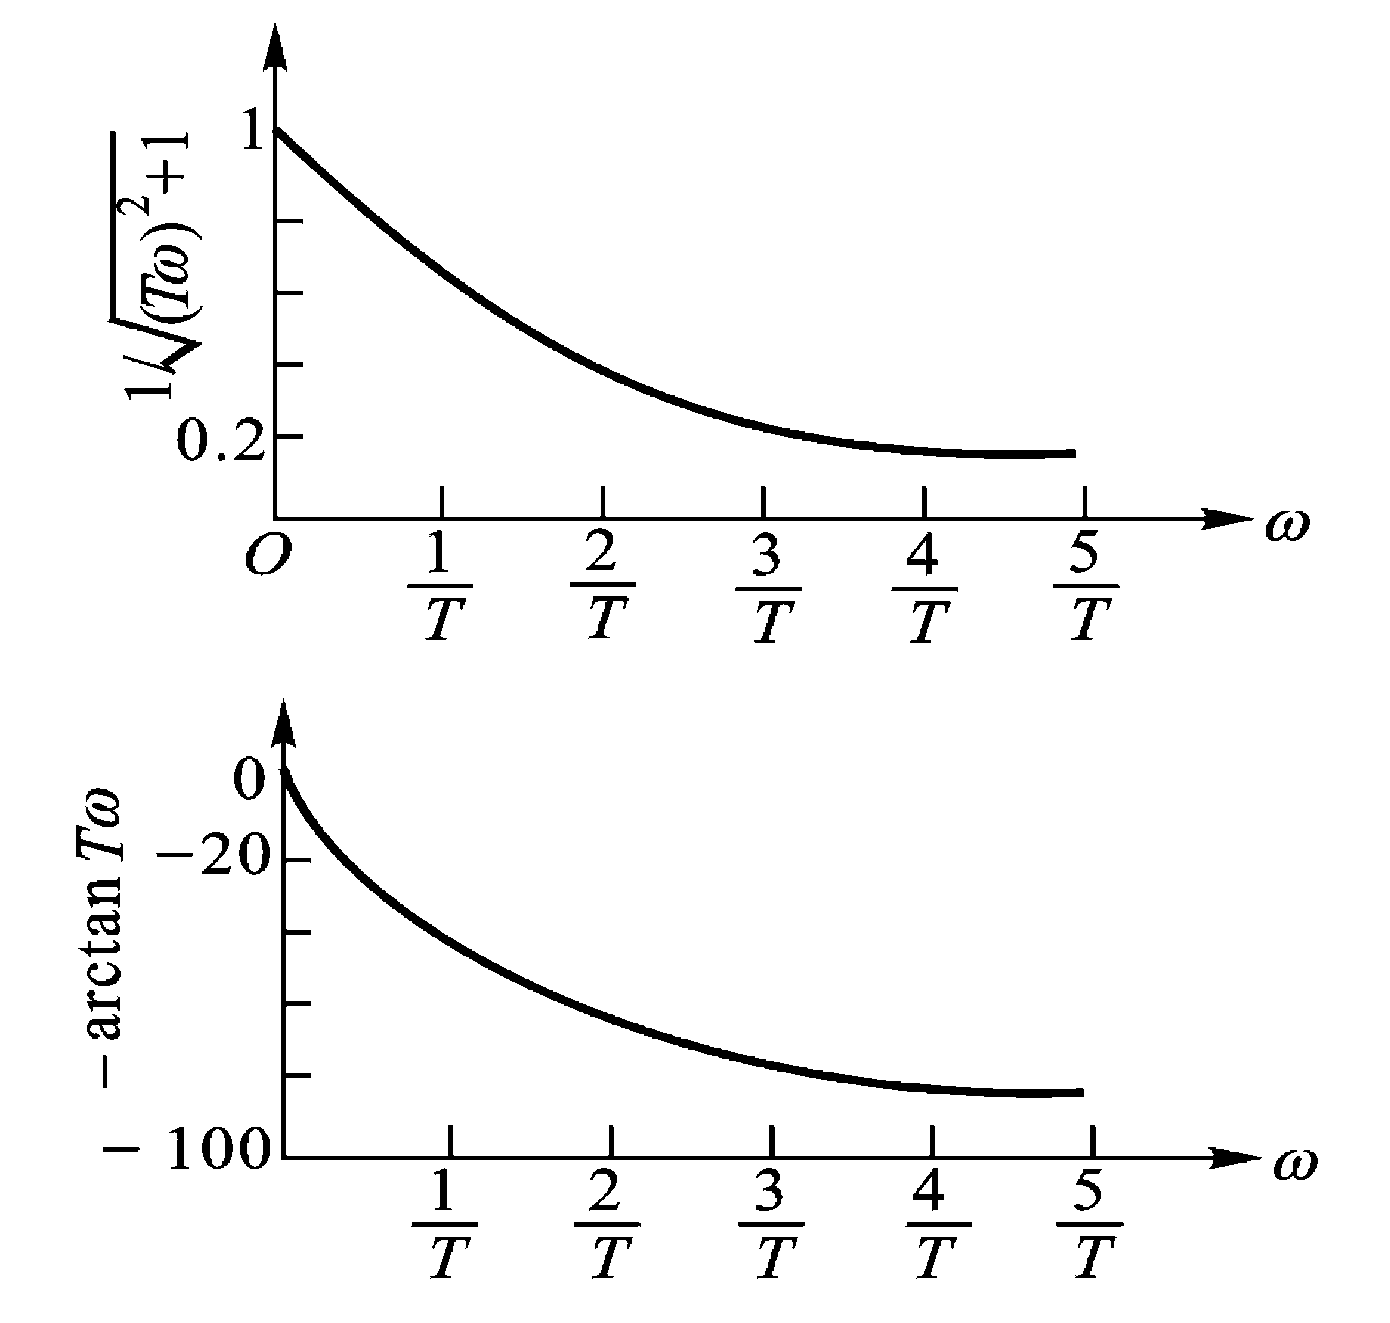 1/√(Tω)²+1
1
0.2
O
1/T 2/T 3/T 4/T 5/T ω
−arctan Tω
0
−20
−100
1/T 2/T 3/T 4/T 5/T ω